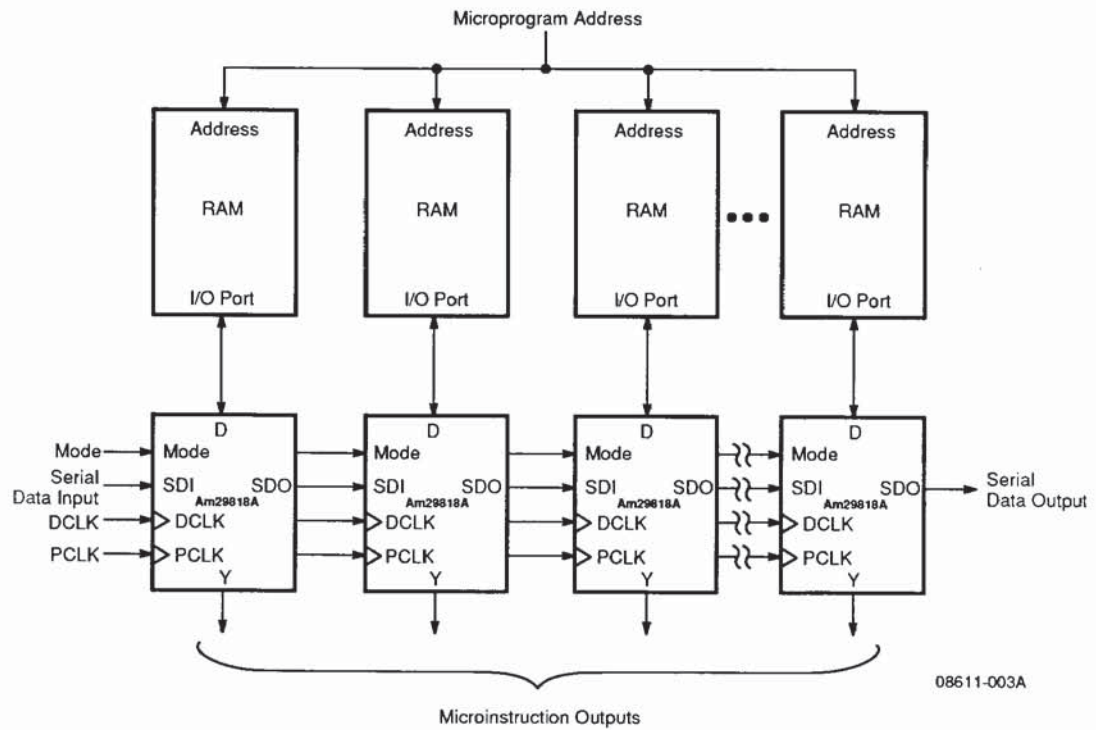 Microprogram Address
Address
RAM
I/O Port
Address
RAM
I/O Port
Address
RAM
I/O Port
Address
RAM
I/O Port
Mode
Serial
Data Input
DCLK
PCLK
D
Mode
SDI
SDO
Am29818A
DCLK
PCLK
Y
D
Mode
SDI
SDO
Am29818A
DCLK
PCLK
Y
D
Mode
SDI
SDO
Am29818A
DCLK
PCLK
Y
D
Mode
SDI
SDO
Am29818A
DCLK
PCLK
Y
Serial
Data Output
08611-003A
Microinstruction Outputs